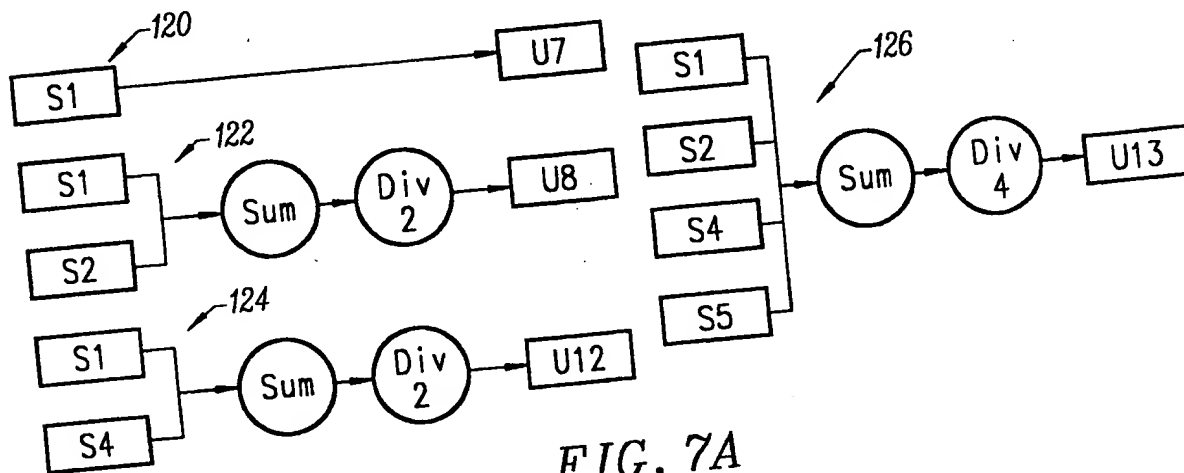 120
S1
U7
122
S1
S2
Sum
Div
2
U8
124
S1
S4
Sum
Div
2
U12
126
S1
S2
S4
S5
Sum
Div
4
U13
FIG. 7A